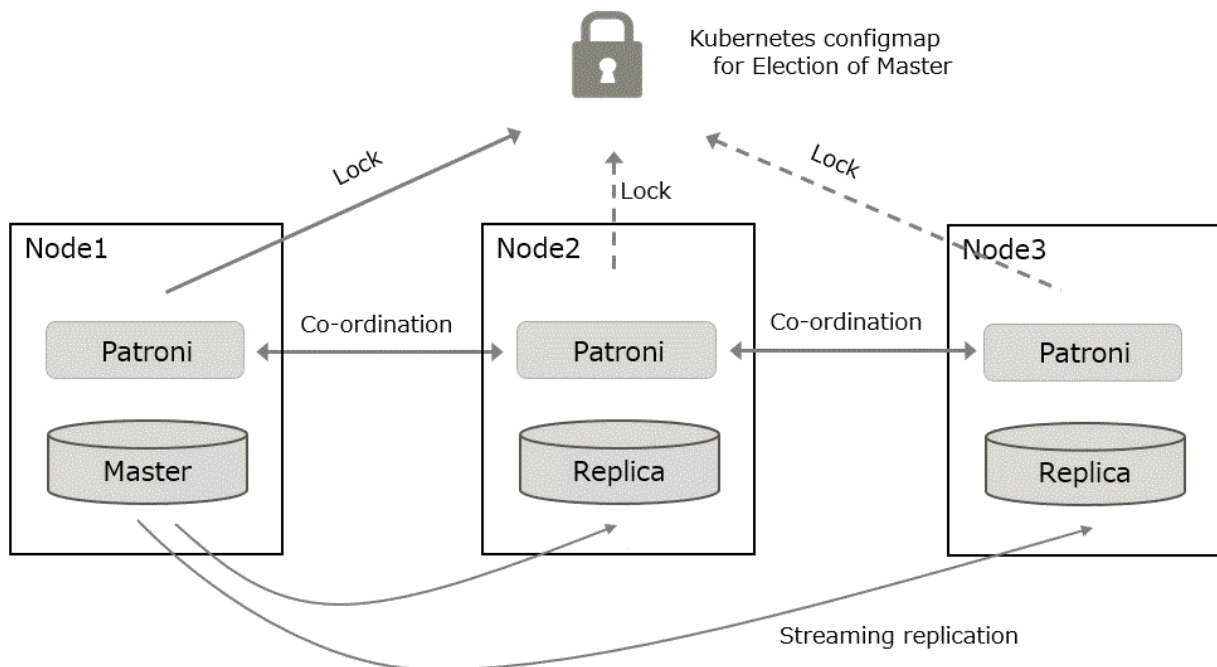 Kubernetes configmap
for Election of Master
Lock
Lock
Lock
Node1
Node2
Node3
Co-ordination
Co-ordination
Patroni
Patroni
Patroni
Master
Replica
Replica
Streaming replication